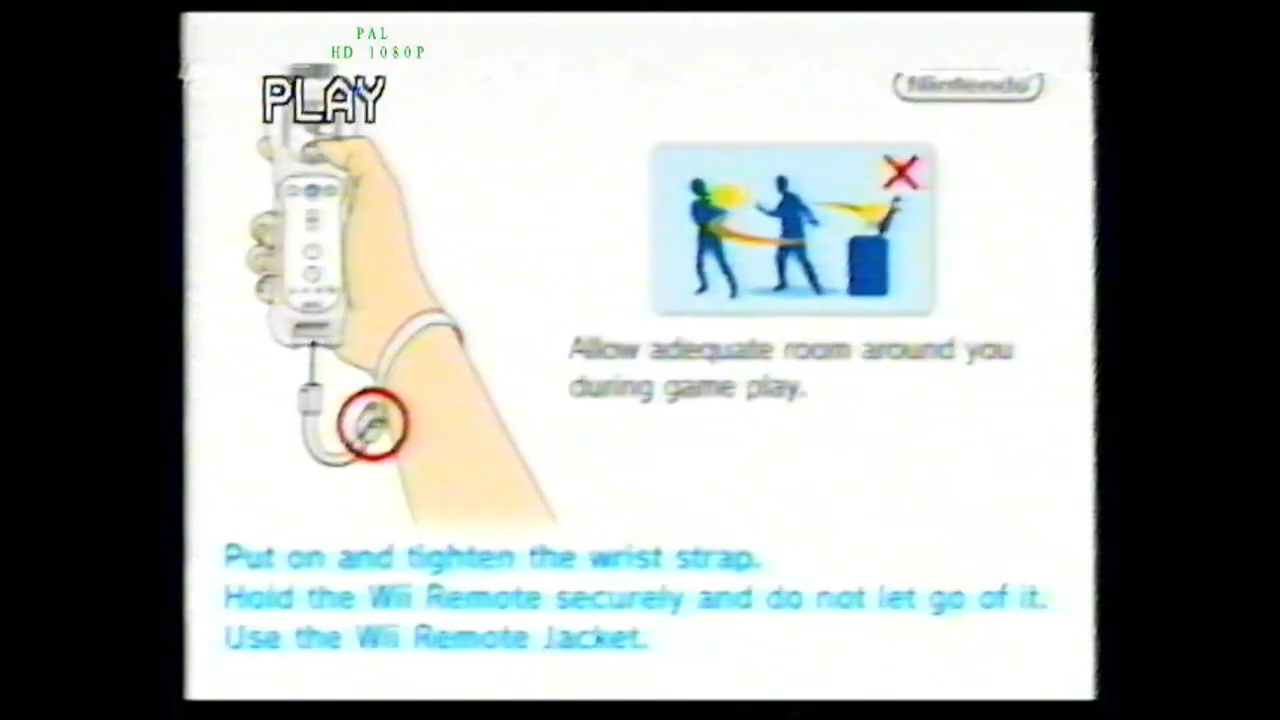 PAL
HD 1080P
PLAY
Nintendo
Allow adequate room around you
during game play.
Put on and tighten the wrist strap.
Hold the Wii Remote securely and do not let go of it.
Use the Wii Remote Jacket.